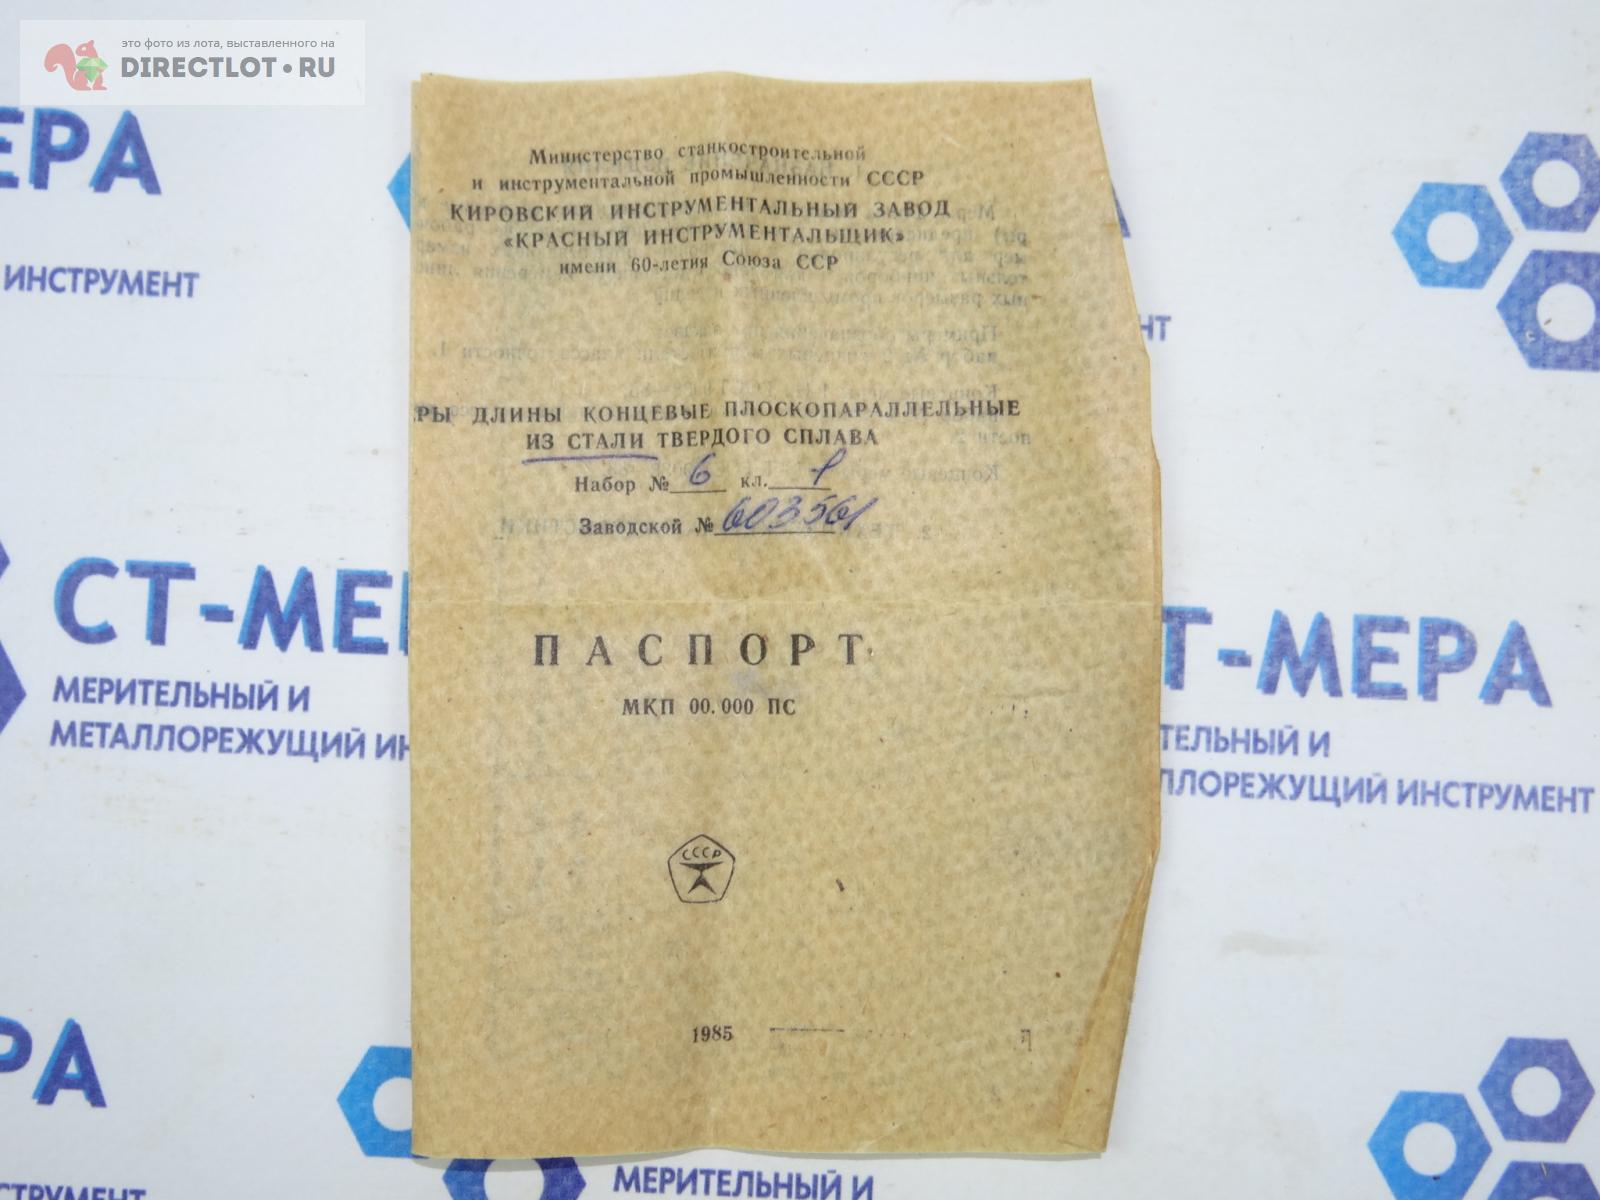 это фото из лота, выставленного на
DIRECTLOT.RU
ЕРА
ИНСТРУМЕНТ
Министерство станкостроительной
и инструментальной промышленности СССР
КИРОВСКИЙ ИНСТРУМЕНТАЛЬНЫЙ ЗАВОД
«КРАСНЫЙ ИНСТРУМЕНТАЛЬЩИК»
имени 60-летия Союза ССР
НТ
РЫ ДЛИНЫ КОНЦЕВЫЕ ПЛОСКОПАРАЛЛЕЛЬНЫЕ
ИЗ СТАЛИ ТВЕРДОГО СПЛАВА
Набор № 6 кл. 1
Заводской № 603561
СТ-МЕ
МЕРИТЕЛЬНЫЙ И
МЕТАЛЛОРЕЖУЩИЙ ИН
Т-МЕРА
ТЕЛЬНЫЙ И
ЛЛОРЕЖУЩИЙ ИНСТРУМЕНТ
ПАСПОРТ
МКП 00.000 ПС
СССР
1985
РА
МЕРИТЕЛЬНЫЙ И
СТРУМЕНТ